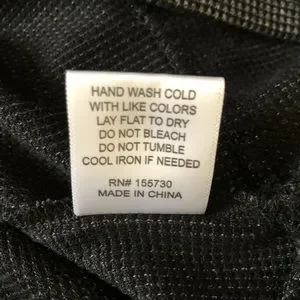 HAND WASH COLD
WITH LIKE COLORS
LAY FLAT TO DRY
DO NOT BLEACH
DO NOT TUMBLE
COOL IRON IF NEEDED
RN# 155730
MADE IN CHINA